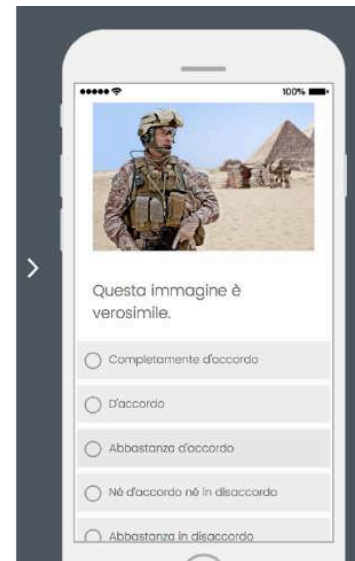 100%
Questa immagine è
verosimile.
Completamente d'accordo
D'accordo
Abbastanza d'accordo
Né d'accordo né in disaccordo
Abbastanza in disaccordo